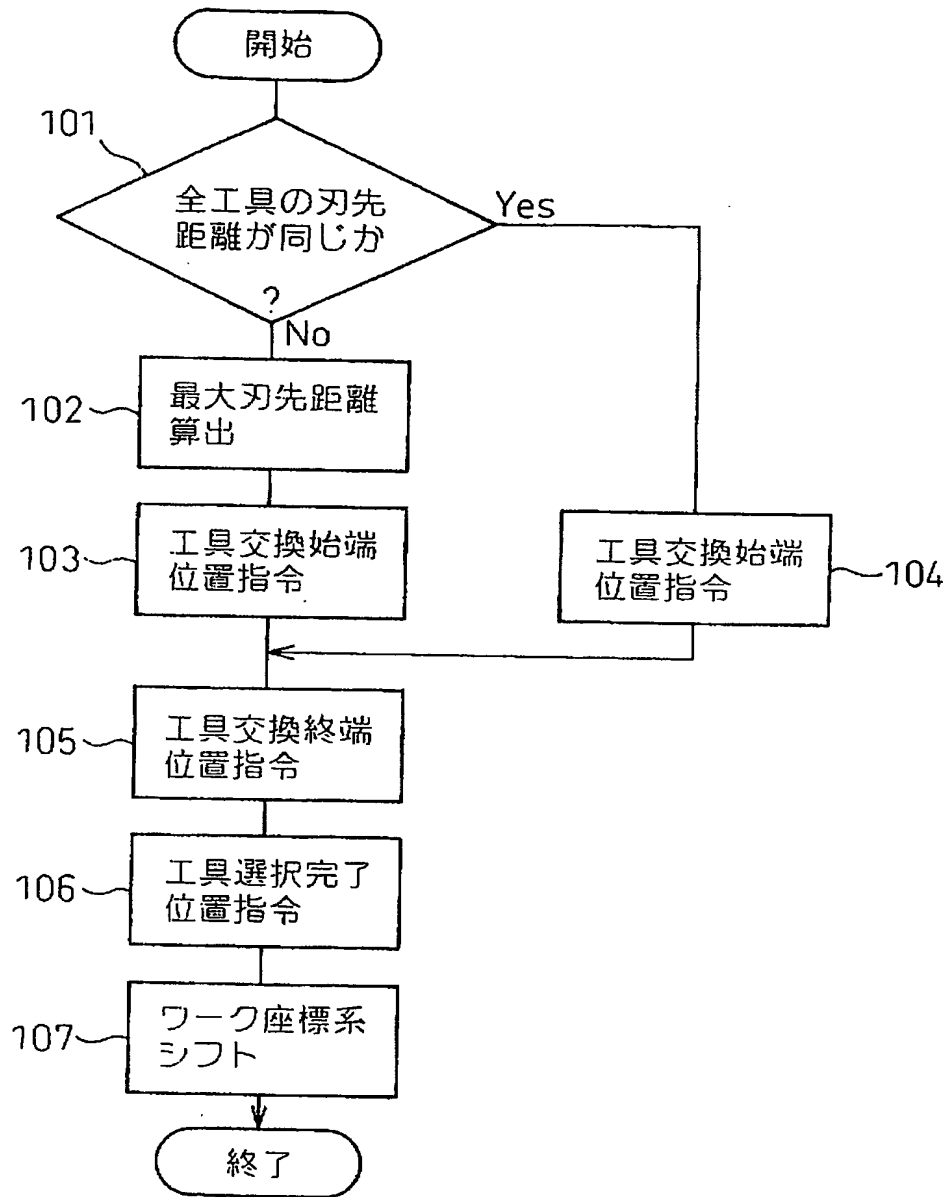 開始
101
全工具の刃先
距離が同じか
?
Yes
No
102
最大刃先距離
算出
103
工具交換始端
位置指令
工具交換始端
位置指令
104
105
工具交換終端
位置指令
106
工具選択完了
位置指令
107
ワーク座標系
シフト
終了